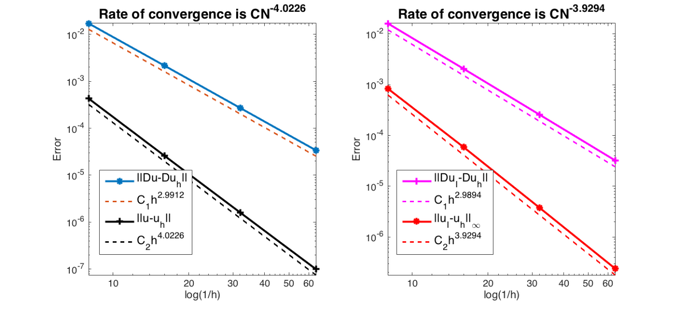 Rate of convergence is CN^-4.0226
10^-2
10^-3
10^-4
10^-5
10^-6
10^-7
Error
||Du-Du_h||
C_1h^2.9912
||u-u_h||
C_2h^4.0226
10 20 30 40 50 60
log(1/h)
Rate of convergence is CN^-3.9294
10^-2
10^-3
10^-4
10^-5
10^-6
Error
||Du_I-Du_h||
C_1h^2.9894
||u_I-u_h||_∞
C_2h^3.9294
10 20 30 40 50 60
log(1/h)